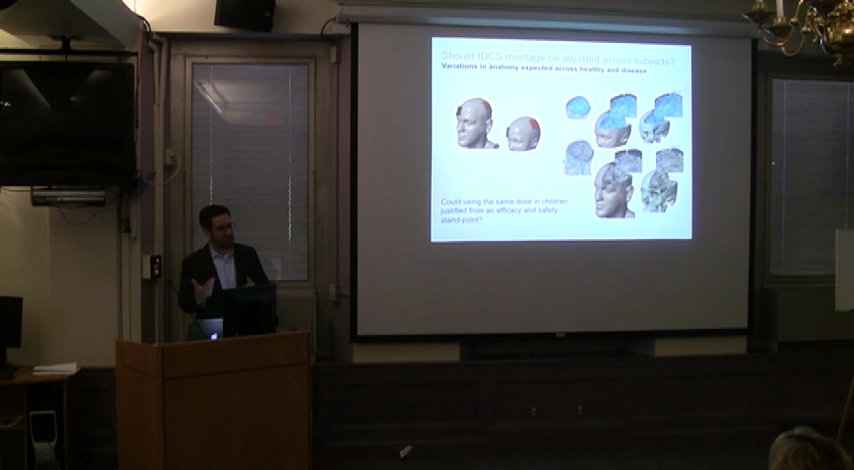 Should tDCS montage be adjusted across subjects?
Variations in anatomy expected across healthy and disease
Could using the same dose in children
justified from an efficacy and safety
stand-point?